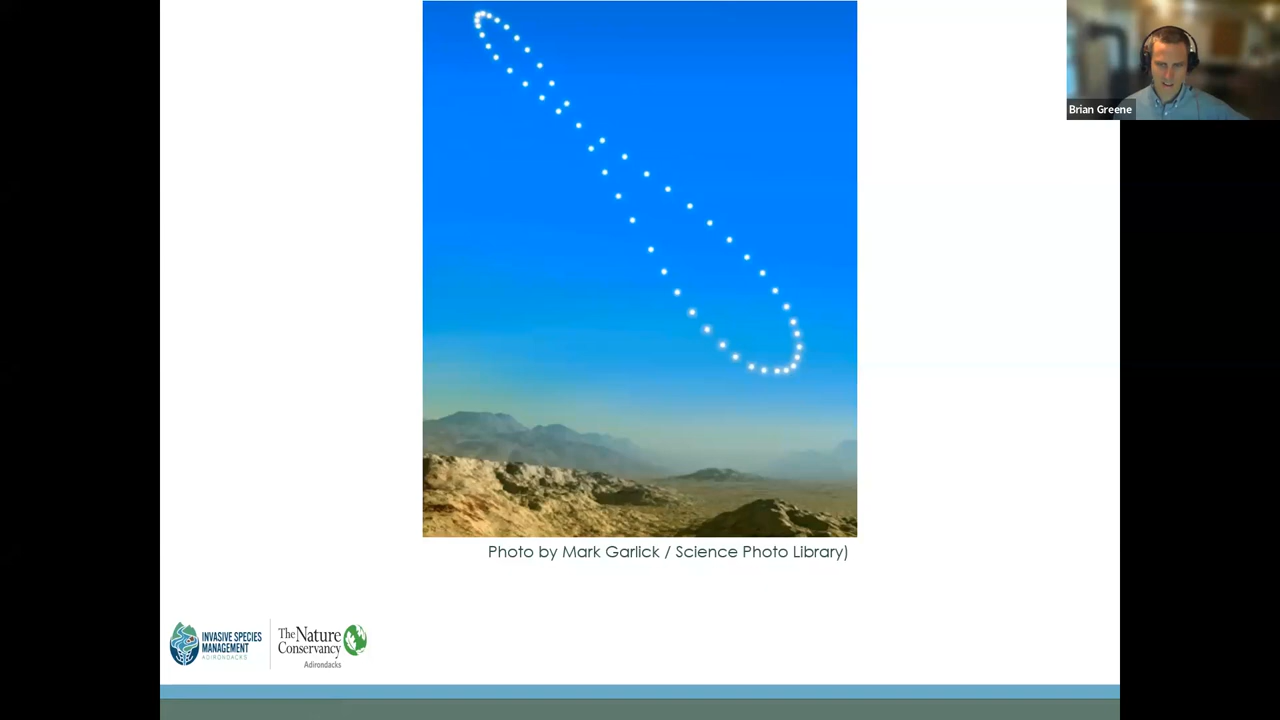 Brian Greene
Photo by Mark Garlick / Science Photo Library)
INVASIVE SPECIES
MANAGEMENT
ADIRONDACKS
The Nature
Conservancy
Adirondacks